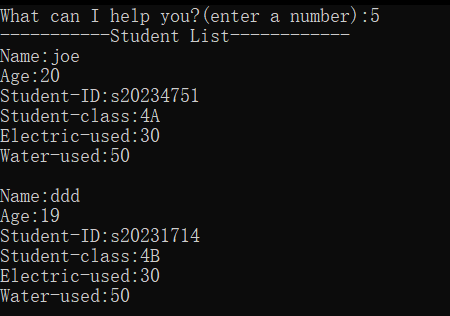 What can I help you?(enter a number):5
-----------Student List------------
Name:joe
Age:20
Student-ID:s20234751
Student-class:4A
Electric-used:30
Water-used:50

Name:ddd
Age:19
Student-ID:s20231714
Student-class:4B
Electric-used:30
Water-used:50